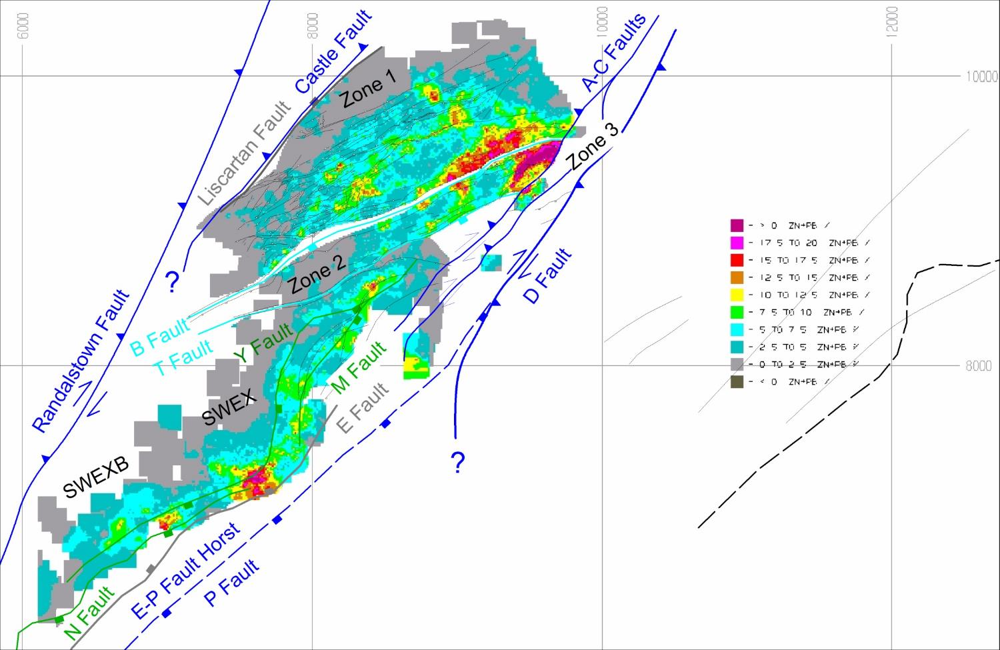 6000
8000
10000
12000
Castle Fault
A-C Faults
10000
Zone 1
Liscartan Fault
Zone 3
Zone 2
?
D Fault
Randalstown Fault
B Fault
T Fault
Y Fault
M Fault
8000
SWEX
E Fault
?
SWEXB
E-P Fault Horst
P Fault
N Fault
- > 0 ZN+PB /
- 17 5 TO 20 ZN+PB /
- 15 TO 17 5 ZN+PB /
- 12 5 TO 15 ZN+PB /
- 10 TO 12 5 ZN+PB /
- 7 5 TO 10 ZN+PB /
- 5 TO 7 5 ZN+PB /
- 2 5 TO 5 ZN+PB /
- 0 TO 2 5 ZN+PB /
- < 0 ZN+PB /